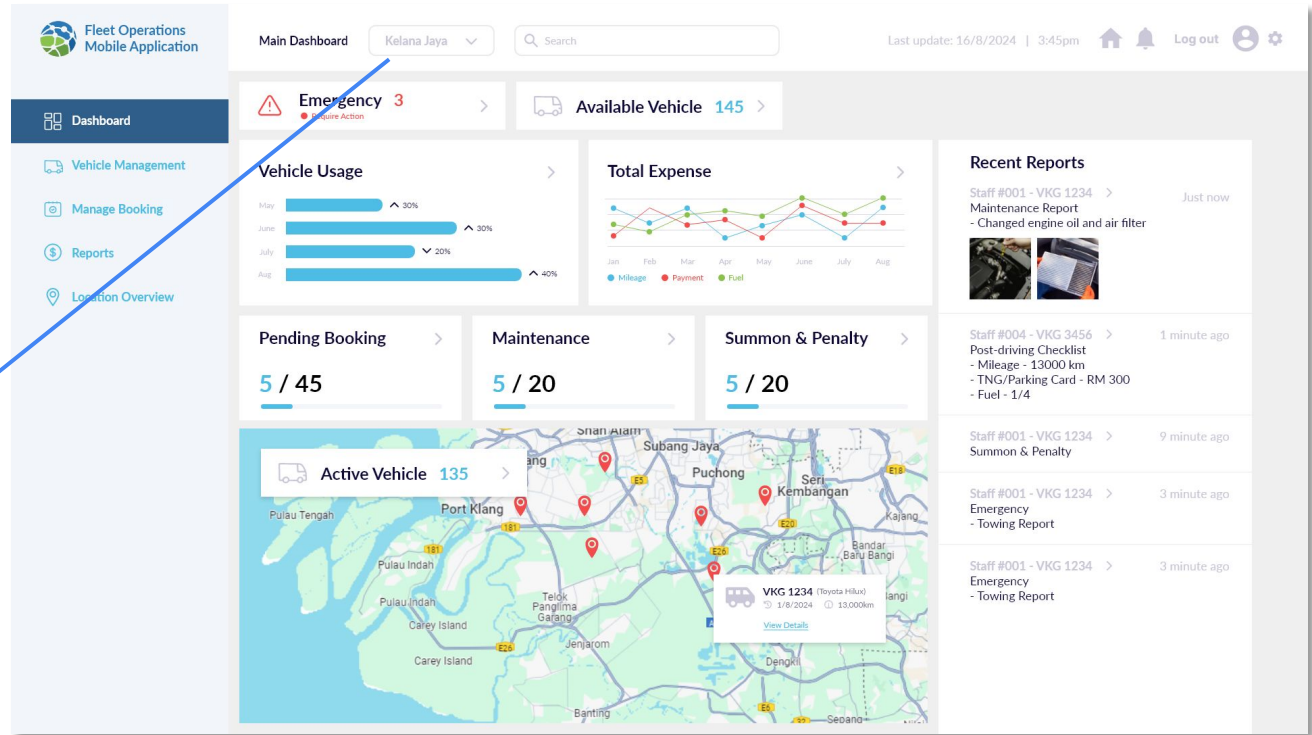 Fleet Operations
Mobile Application
Main Dashboard
Kelana Jaya
Search
Last update: 16/8/2024 | 3:45pm
Log out
Dashboard
Vehicle Management
Manage Booking
Reports
Location Overview
Emergency 3
Require Action
Available Vehicle 145
Vehicle Usage
May 30%
June 30%
July 20%
Aug 40%
Total Expense
Jan Feb Mar Apr May June July Aug
Mileage Payment Fuel
Pending Booking
5 / 45
Maintenance
5 / 20
Summon & Penalty
5 / 20
Active Vehicle 135
Shah Alam
Subang Jaya
ang
E5
Puchong
Seri
Kembangan
E18
Pulau Tengah
Port Klang
181
E20
Kajang
181
Pulau Indah
E26
Bandar
Baru Bangi
Pulau Indah
Telok
Panglima
Garang
Carey Island
VKG 1234 (Toyota Hilux)
1/8/2024 13,000km
View Details
angi
E26
Jenjarom
Carey Island
Dengkil
Banting
E6
32
Sepang
Recent Reports
Staff #001 - VKG 1234
Just now
Maintenance Report
- Changed engine oil and air filter
Staff #004 - VKG 3456
1 minute ago
Post-driving Checklist
- Mileage - 13000 km
- TNG/Parking Card - RM 300
- Fuel - 1/4
Staff #001 - VKG 1234
9 minute ago
Summon & Penalty
Staff #001 - VKG 1234
3 minute ago
Emergency
- Towing Report
Staff #001 - VKG 1234
3 minute ago
Emergency
- Towing Report